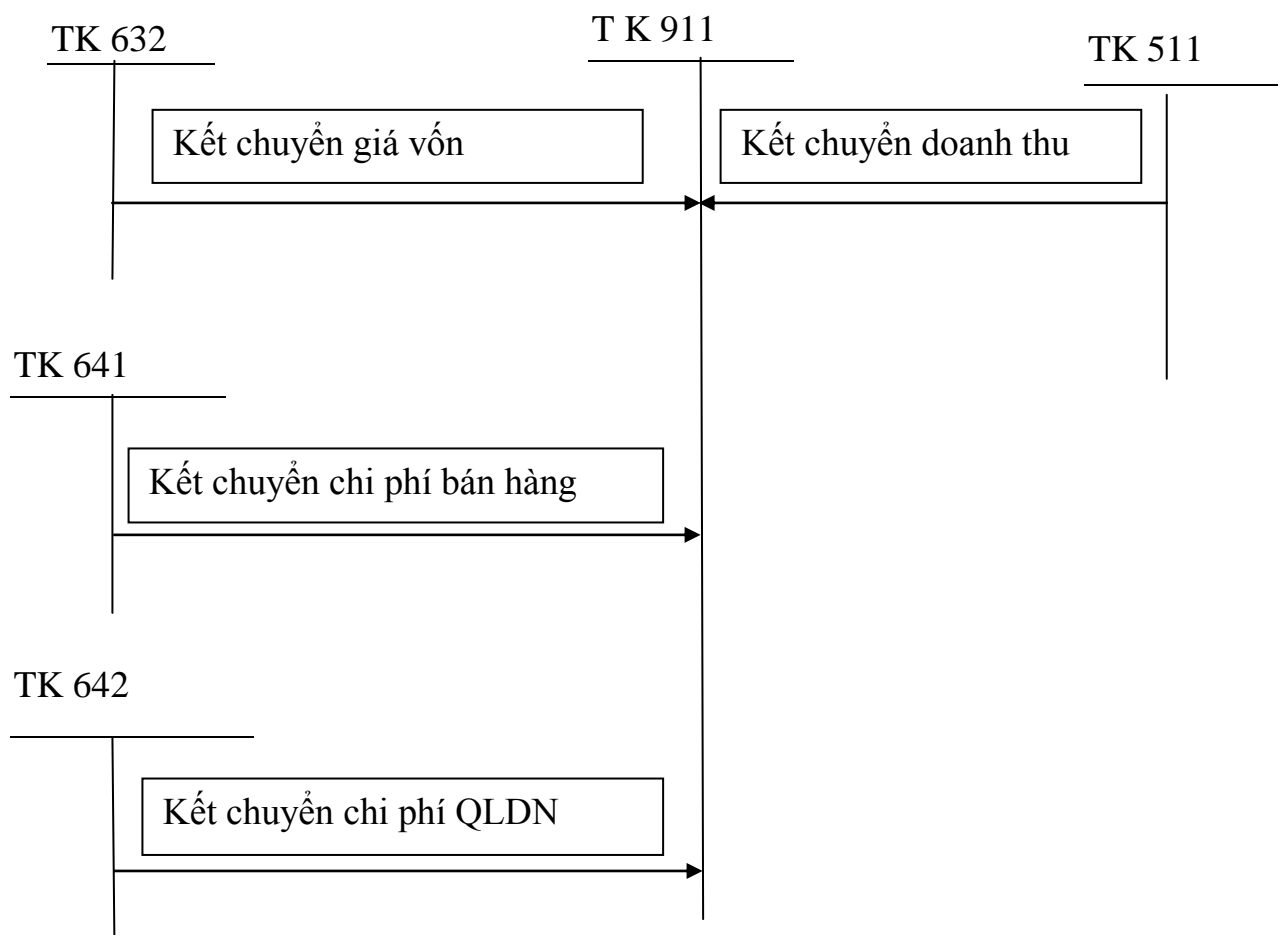 TK 632
T K 911
TK 511
Kết chuyển giá vốn
Kết chuyển doanh thu
TK 641
Kết chuyển chi phí bán hàng
TK 642
Kết chuyển chi phí QLDN